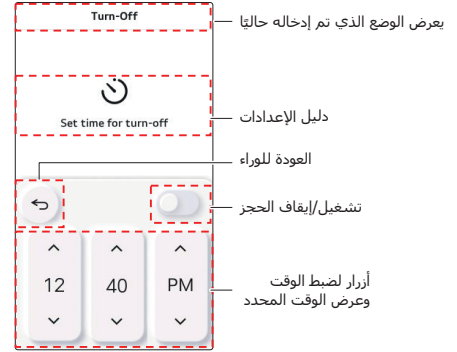 Turn-Off
يعرض الوضع الذي تم إدخاله حاليًا
Set time for turn-off
دليل الإعدادات
العودة للوراء
تشغيل/إيقاف الحجز
12 40 PM
أزرار لضبط الوقت
وعرض الوقت المحدد